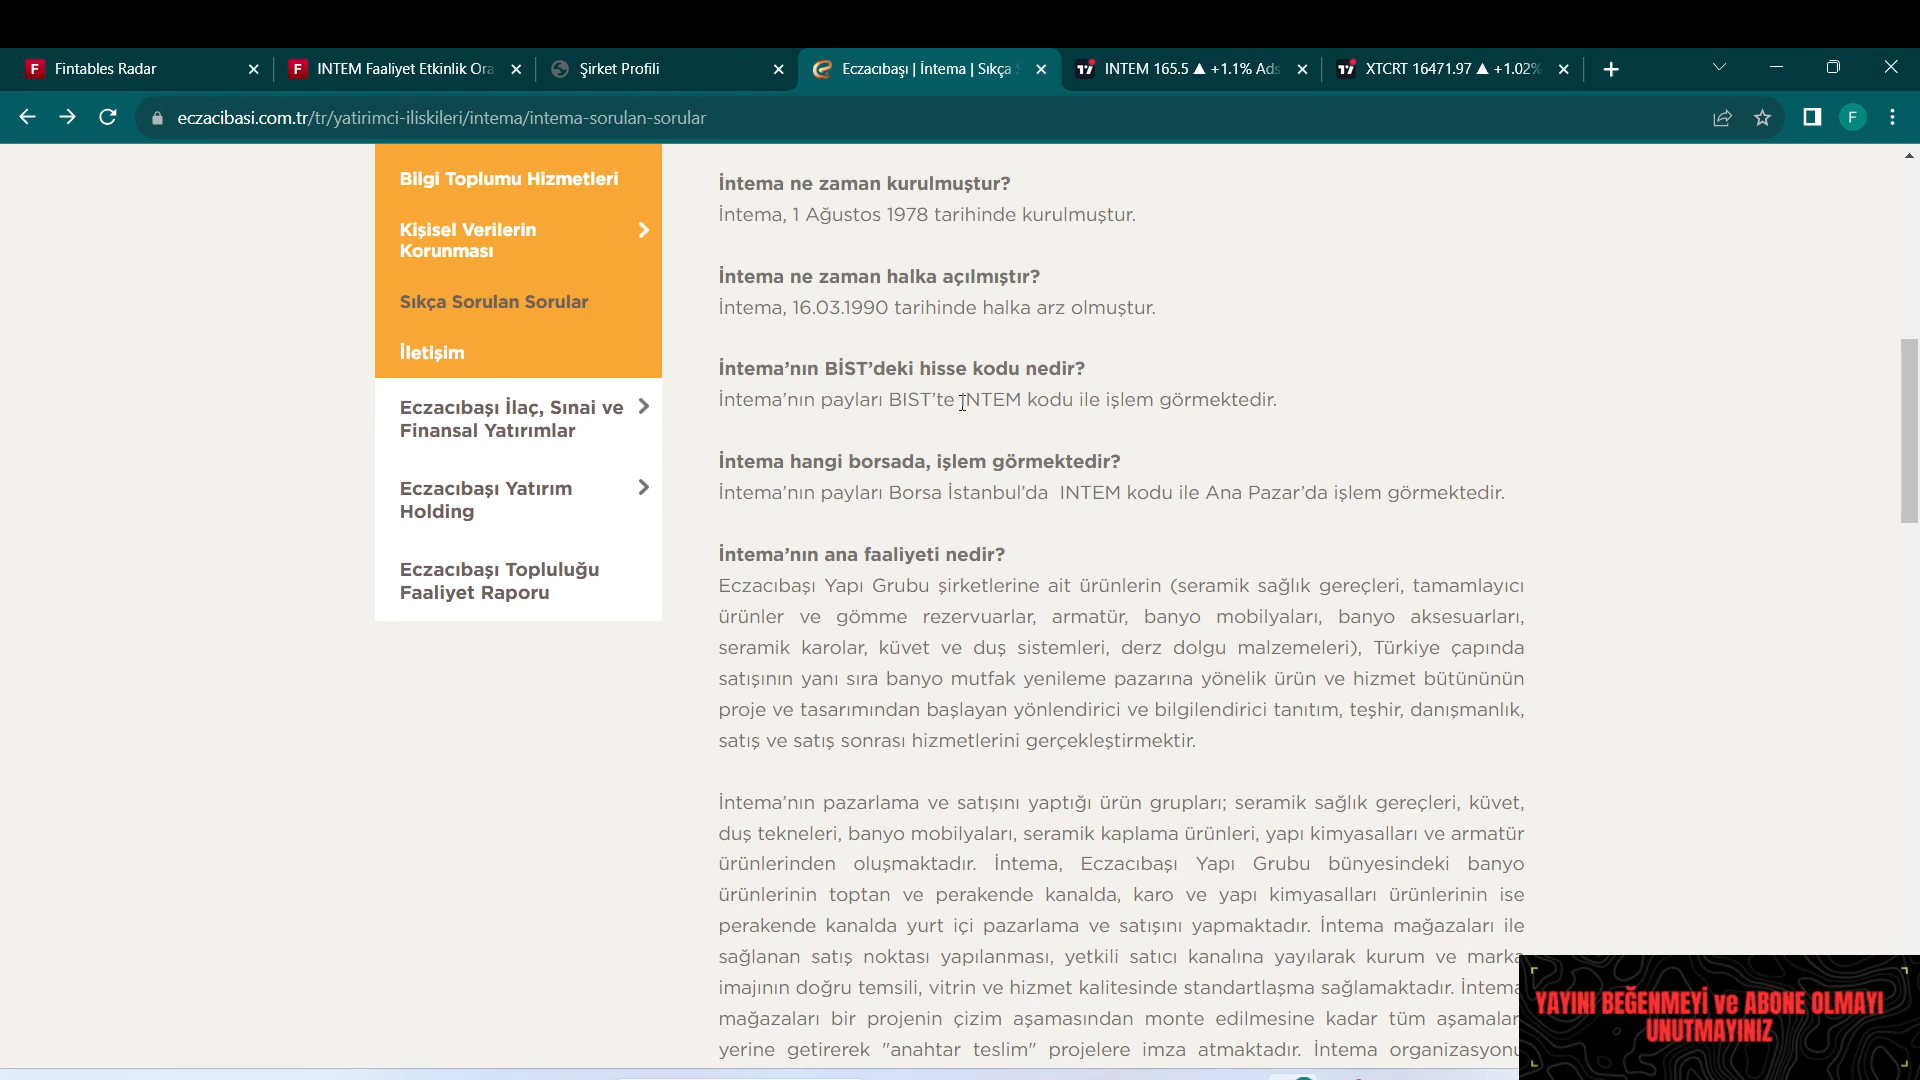 Fintables Radar
INTEM Faaliyet Etkinlik Ora
Şirket Profili
Eczacıbaşı | İntema | Sıkça S
INTEM 165.5 ▲ +1.1% Ads
XTCRT 16471.97 ▲ +1.02%
eczacibasi.com.tr/tr/yatirimci-iliskileri/intema/intema-sorulan-sorular
F
Bilgi Toplumu Hizmetleri
Kişisel Verilerin
Korunması
Sıkça Sorulan Sorular
İletişim
Eczacıbaşı İlaç, Sınai ve
Finansal Yatırımlar
Eczacıbaşı Yatırım
Holding
Eczacıbaşı Topluluğu
Faaliyet Raporu
İntema ne zaman kurulmuştur?
İntema, 1 Ağustos 1978 tarihinde kurulmuştur.
İntema ne zaman halka açılmıştır?
İntema, 16.03.1990 tarihinde halka arz olmuştur.
İntema’nın BİST’deki hisse kodu nedir?
İntema’nın payları BIST’te INTEM kodu ile işlem görmektedir.
İntema hangi borsada, işlem görmektedir?
İntema’nın payları Borsa İstanbul’da INTEM kodu ile Ana Pazar’da işlem görmektedir.
İntema’nın ana faaliyeti nedir?
Eczacıbaşı Yapı Grubu şirketlerine ait ürünlerin (seramik sağlık gereçleri, tamamlayıcı
ürünler ve gömme rezervuarlar, armatür, banyo mobilyaları, banyo aksesuarları,
seramik karolar, küvet ve duş sistemleri, derz dolgu malzemeleri), Türkiye çapında
satışının yanı sıra banyo mutfak yenileme pazarına yönelik ürün ve hizmet bütününün
proje ve tasarımından başlayan yönlendirici ve bilgilendirici tanıtım, teşhir, danışmanlık,
satış ve satış sonrası hizmetlerini gerçekleştirmektir.
İntema’nın pazarlama ve satışını yaptığı ürün grupları; seramik sağlık gereçleri, küvet,
duş tekneleri, banyo mobilyaları, seramik kaplama ürünleri, yapı kimyasalları ve armatür
ürünlerinden oluşmaktadır. İntema, Eczacıbaşı Yapı Grubu bünyesindeki banyo
ürünlerinin toptan ve perakende kanalda, karo ve yapı kimyasalları ürünlerinin ise
perakende kanalda yurt içi pazarlama ve satışını yapmaktadır. İntema mağazaları ile
sağlanan satış noktası yapılanması, yetkili satıcı kanalına yayılarak kurum ve marka
imajının doğru temsili, vitrin ve hizmet kalitesinde standartlaşma sağlamaktadır. İntema
mağazaları bir projenin çizim aşamasından monte edilmesine kadar tüm aşamalar
yerine getirerek "anahtar teslim" projelere imza atmaktadır. İntema organizasyonu
YAYINI BEĞENMEYİ ve ABONE OLMAYI
UNUTMAYINIZ